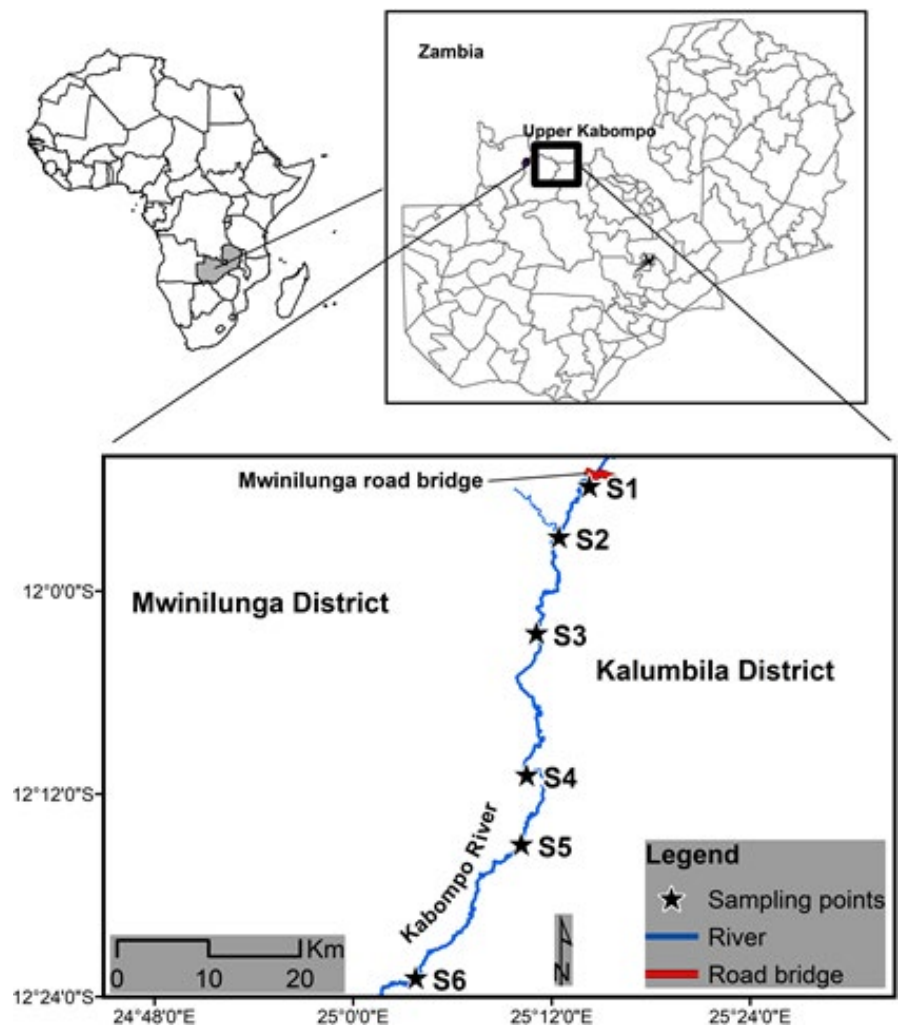 Zambia
Upper Kabompo
Mwinilunga road bridge
S1
S2
12°0'0"S
Mwinilunga District
S3
Kalumbila District
S4
12°12'0"S
S5
Kabompo River
Legend
Sampling points
River
Road bridge
Km
0 10 20
N
S6
12°24'0"S
24°48'0"E 25°0'0"E 25°12'0"E 25°24'0"E